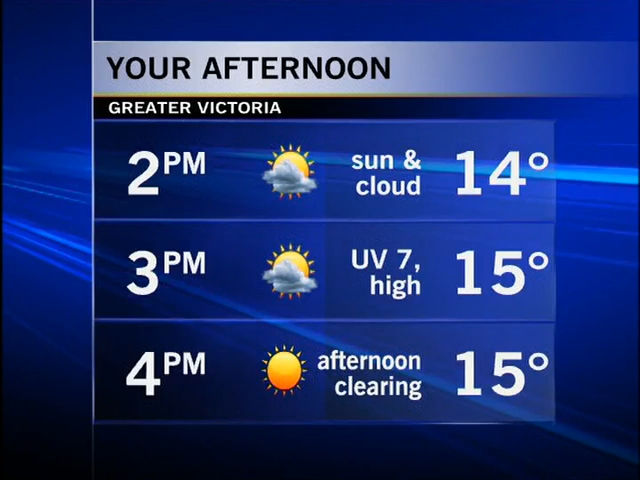 YOUR AFTERNOON
GREATER VICTORIA
2PM sun & cloud 14°
3PM UV 7, high 15°
4PM afternoon clearing 15°